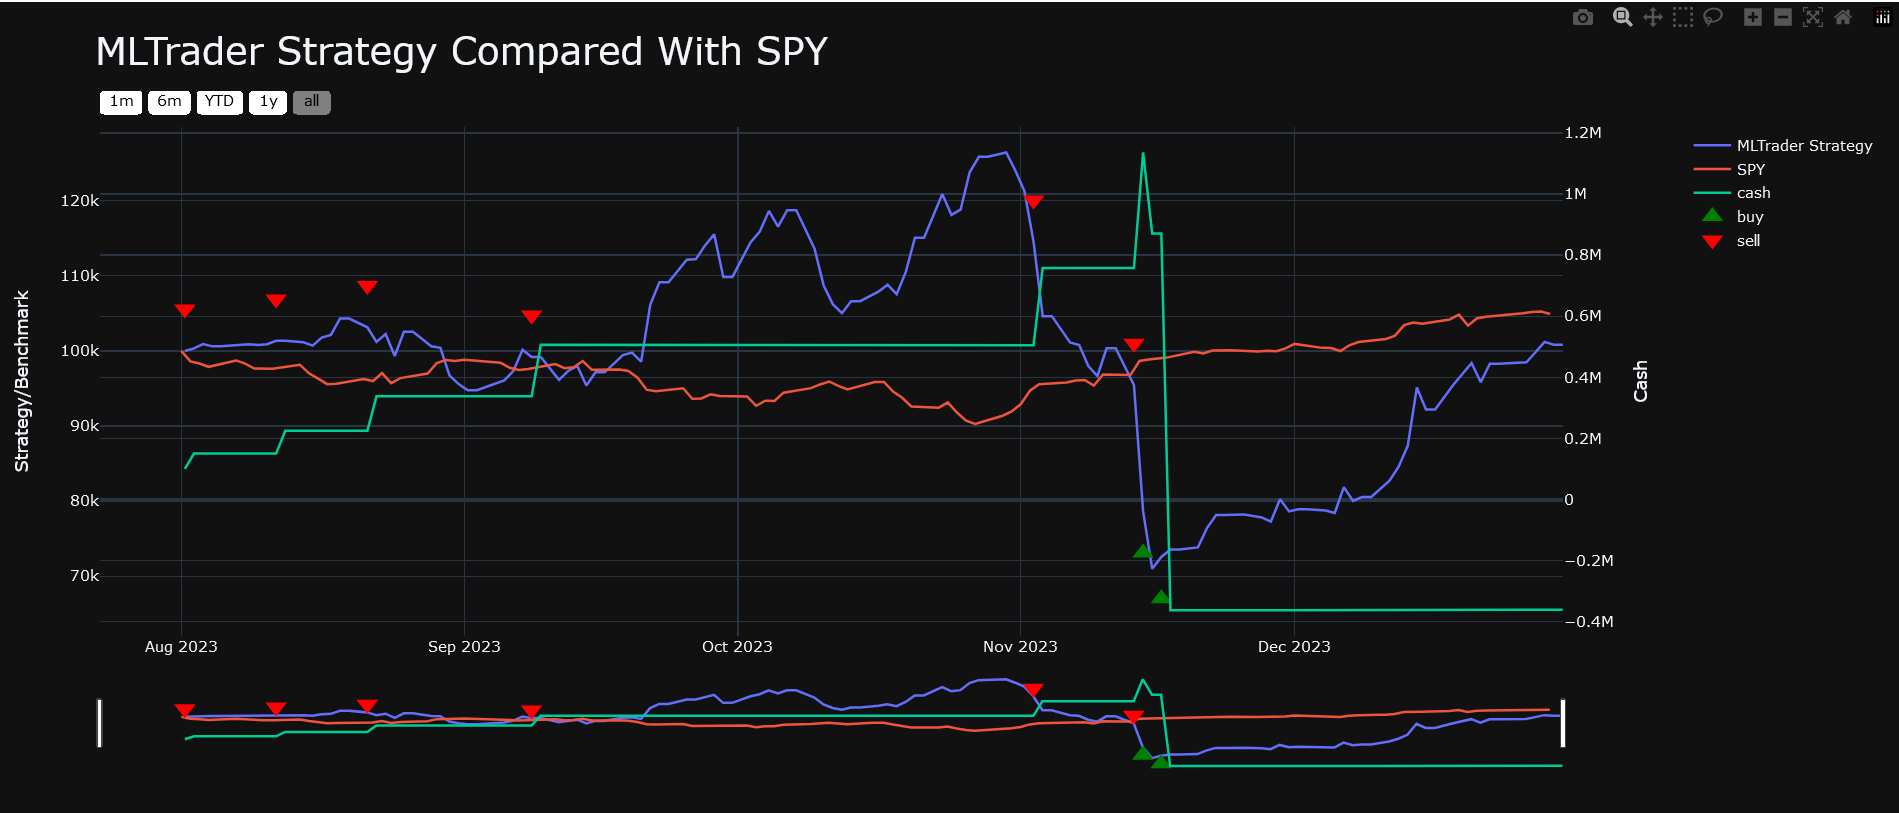 MLTrader Strategy Compared With SPY
1m 6m YTD 1y all
Strategy/Benchmark
120k
110k
100k
90k
80k
70k
1.2M
1M
0.8M
0.6M
0.4M
0.2M
0
−0.2M
−0.4M
Cash
Aug 2023 Sep 2023 Oct 2023 Nov 2023 Dec 2023
MLTrader Strategy
SPY
cash
buy
sell